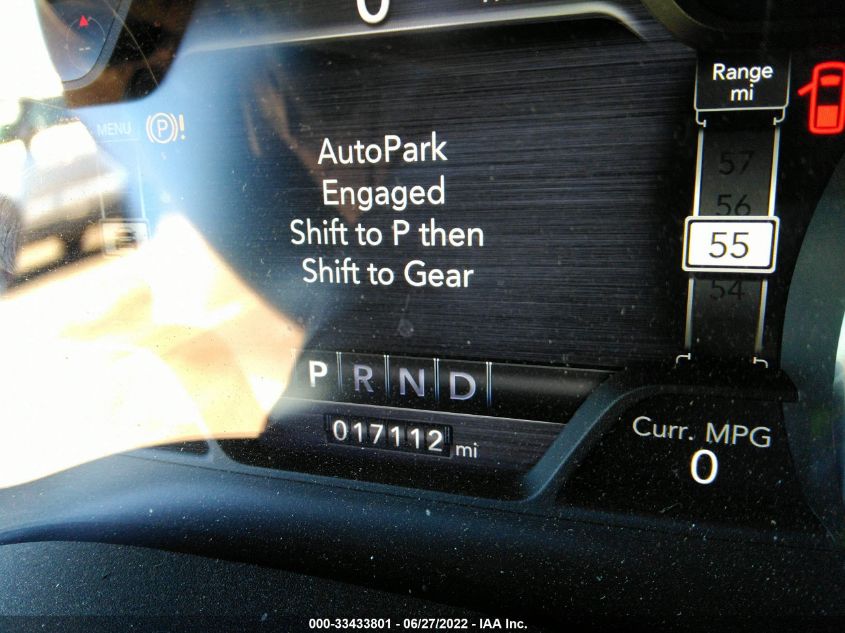 0
Range
mi
MENU
P!
AutoPark
Engaged
Shift to P then
Shift to Gear
57
56
55
54
P R N D
017112 mi
Curr. MPG
0
000-33433801 - 06/27/2022 - IAA Inc.